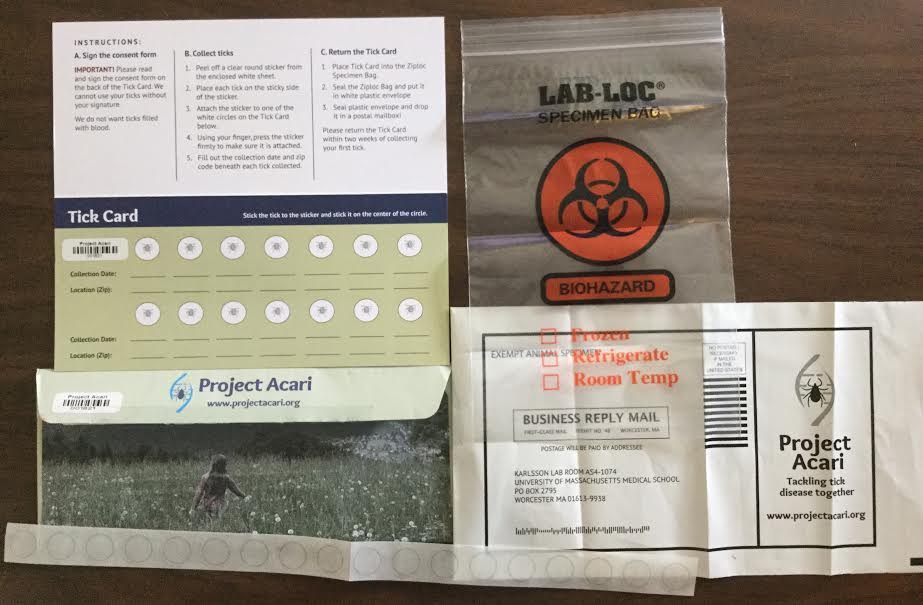 INSTRUCTIONS:
A. Sign the consent form
IMPORTANT! Please read
and sign the consent form on
the back of the Tick Card. We
cannot use your ticks without
your signature.
We do not want ticks filled
with blood.
B. Collect ticks
1. Peel off a clear round sticker from
the enclosed white sheet.
2. Place each tick on the sticky side
of the sticker.
3. Attach the sticker to one of the
white circles on the Tick Card
below.
4. Using your finger, press the sticker
firmly to make sure it is attached.
5. Fill out the collection date and zip
code beneath each tick collected.
C. Return the Tick Card
1. Place Tick Card into the Ziploc
Specimen Bag.
2. Seal the Ziploc Bag and put it
in white plastic envelope
3. Seal plastic envelope and drop
it in a postal mailbox!
Please return the Tick Card
within two weeks of collecting
your first tick.
Tick Card
Stick the tick to the sticker and stick it on the center of the circle.
Project Acari
Collection Date:
Location (Zip):
Collection Date:
Location (Zip):
Project Acari
001821
Project Acari
www.projectacari.org
LAB-LOC®
SPECIMEN BAG
BIOHAZARD
Frozen
Refrigerate
Room Temp
EXEMPT ANIMAL SPECIMEN
NO POSTAGE
NECESSARY
IF MAILED
IN THE
UNITED STATES
BUSINESS REPLY MAIL
FIRST-CLASS MAIL PERMIT NO. 48 WORCESTER, MA
POSTAGE WILL BE PAID BY ADDRESSEE
KARLSSON LAB ROOM AS4-1074
UNIVERSITY OF MASSACHUSETTS MEDICAL SCHOOL
PO BOX 2795
WORCESTER MA 01613-9938
Project
Acari
Tackling tick
disease together
www.projectacari.org